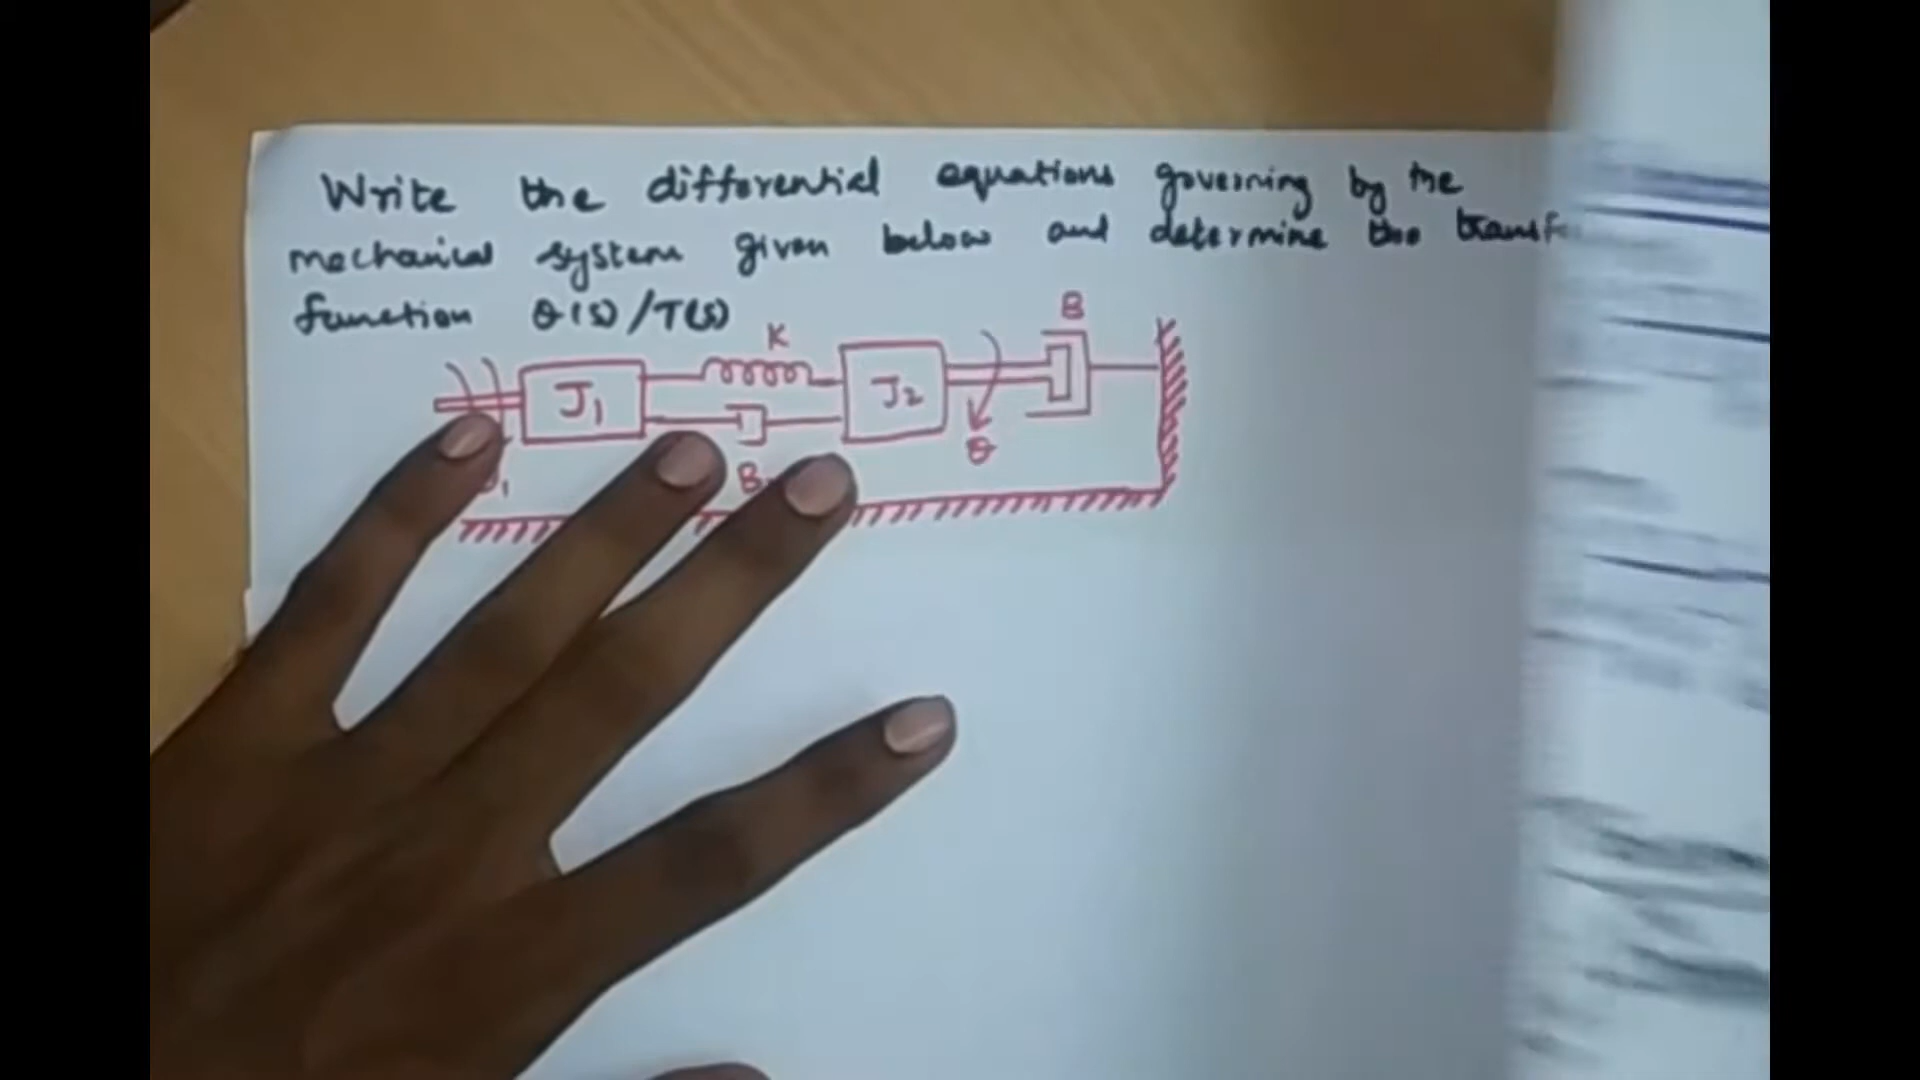 Write the differential equations governing by the
mechanical system given below and determine the
function θ(s)/T(s)
K
B
J1
J2
θ